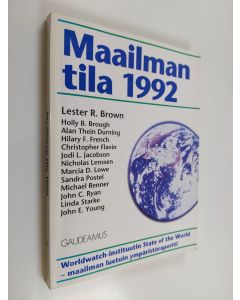 Maailman
tila 1992
Lester R. Brown
Holly B. Brough
Alan Thein Durning
Hilary F. French
Christopher Flavin
Jodi L. Jacobson
Nicholas Lenssen
Marcia D. Lowe
Sandra Postel
Michael Renner
John C. Ryan
Linda Starke
John E. Young
GAUDEAMUS
Worldwatch-Instituutin State of the World
– maailman luetuin ympäristöraportti